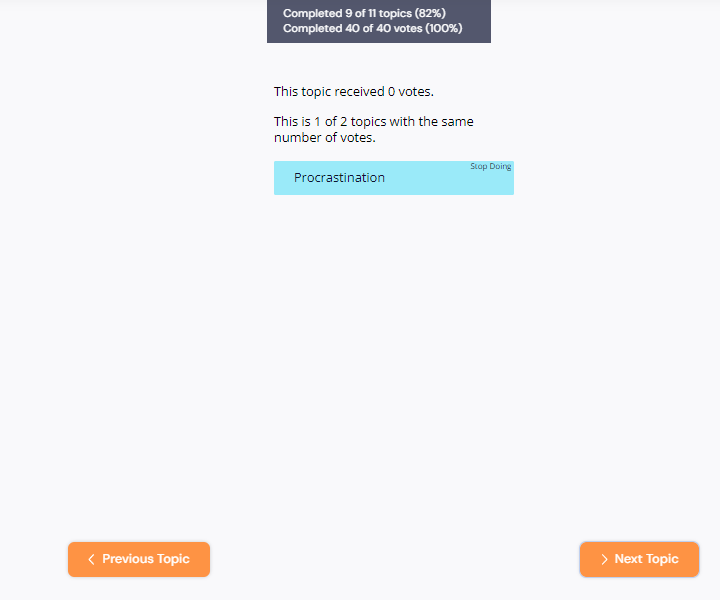 Completed 9 of 11 topics (82%)
Completed 40 of 40 votes (100%)
This topic received 0 votes.
This is 1 of 2 topics with the same
number of votes.
Stop Doing
Procrastination
Previous Topic
Next Topic